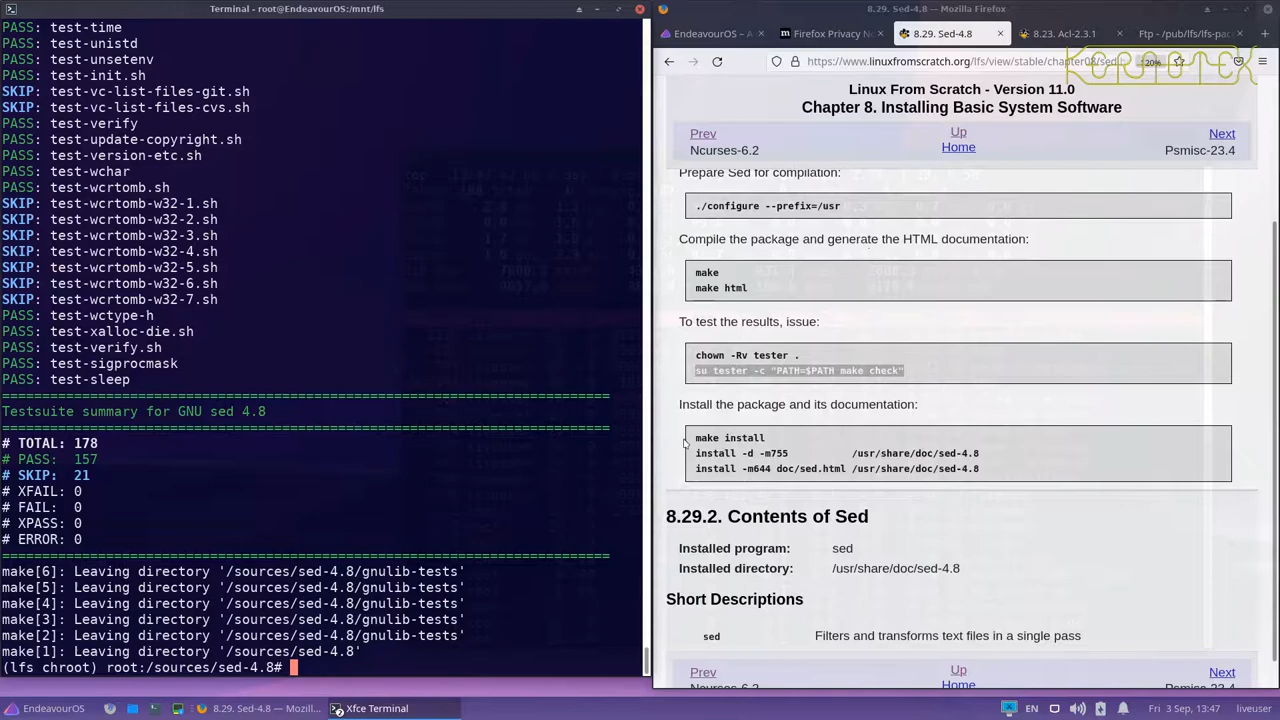 Terminal - root@EndeavourOS:/mnt/lfs
PASS: test-time
PASS: test-unistd
PASS: test-unsetenv
PASS: test-init.sh
SKIP: test-vc-list-files-git.sh
SKIP: test-vc-list-files-cvs.sh
PASS: test-verify
PASS: test-update-copyright.sh
PASS: test-version-etc.sh
PASS: test-wchar
PASS: test-wcrtomb.sh
SKIP: test-wcrtomb-w32-1.sh
SKIP: test-wcrtomb-w32-2.sh
SKIP: test-wcrtomb-w32-3.sh
SKIP: test-wcrtomb-w32-4.sh
SKIP: test-wcrtomb-w32-5.sh
SKIP: test-wcrtomb-w32-6.sh
SKIP: test-wcrtomb-w32-7.sh
PASS: test-wctype-h
PASS: test-xalloc-die.sh
PASS: test-verify.sh
PASS: test-sigprocmask
PASS: test-sleep
============================================================================
Testsuite summary for GNU sed 4.8
============================================================================
# TOTAL: 178
# PASS:  157
# SKIP:  21
# XFAIL: 0
# FAIL:  0
# XPASS: 0
# ERROR: 0
============================================================================
make[6]: Leaving directory '/sources/sed-4.8/gnulib-tests'
make[5]: Leaving directory '/sources/sed-4.8/gnulib-tests'
make[4]: Leaving directory '/sources/sed-4.8/gnulib-tests'
make[3]: Leaving directory '/sources/sed-4.8/gnulib-tests'
make[2]: Leaving directory '/sources/sed-4.8/gnulib-tests'
make[1]: Leaving directory '/sources/sed-4.8'
(lfs chroot) root:/sources/sed-4.8#
8.29. Sed-4.8 — Mozilla Firefox
EndeavourOS – A
Firefox Privacy No
8.29. Sed-4.8
8.23. Acl-2.3.1
Ftp - /pub/lfs/lfs-pac
https://www.linuxfromscratch.org/lfs/view/stable/chapter08/sed.
120%
Linux From Scratch - Version 11.0
Chapter 8. Installing Basic System Software
Prev Up Next
Ncurses-6.2 Home Psmisc-23.4
Prepare Sed for compilation:
./configure --prefix=/usr
Compile the package and generate the HTML documentation:
make
make html
To test the results, issue:
chown -Rv tester .
su tester -c "PATH=$PATH make check"
Install the package and its documentation:
make install
install -d -m755           /usr/share/doc/sed-4.8
install -m644 doc/sed.html /usr/share/doc/sed-4.8
8.29.2. Contents of Sed
Installed program: sed
Installed directory: /usr/share/doc/sed-4.8
Short Descriptions
sed Filters and transforms text files in a single pass
Prev Up Next
Ncurses-6.2 Home Psmisc-23.4
EndeavourOS
8.29. Sed-4.8 — Mozilla...
Xfce Terminal
EN
Fri 3 Sep, 13:47
liveuser